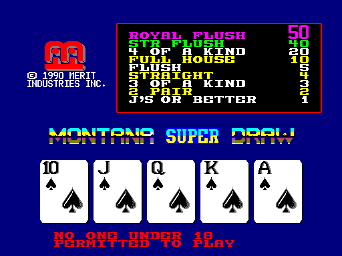 ROYAL FLUSH 50
STR FLUSH 40
4 OF A KIND 20
FULL HOUSE 10
FLUSH 5
STRAIGHT 4
3 OF A KIND 3
2 PAIR 2
J'S OR BETTER 1
© 1990 MERIT
INDUSTRIES INC.
MONTANA SUPER DRAW
10 J Q K A
NO ONE UNDER 18
PERMITTED TO PLAY